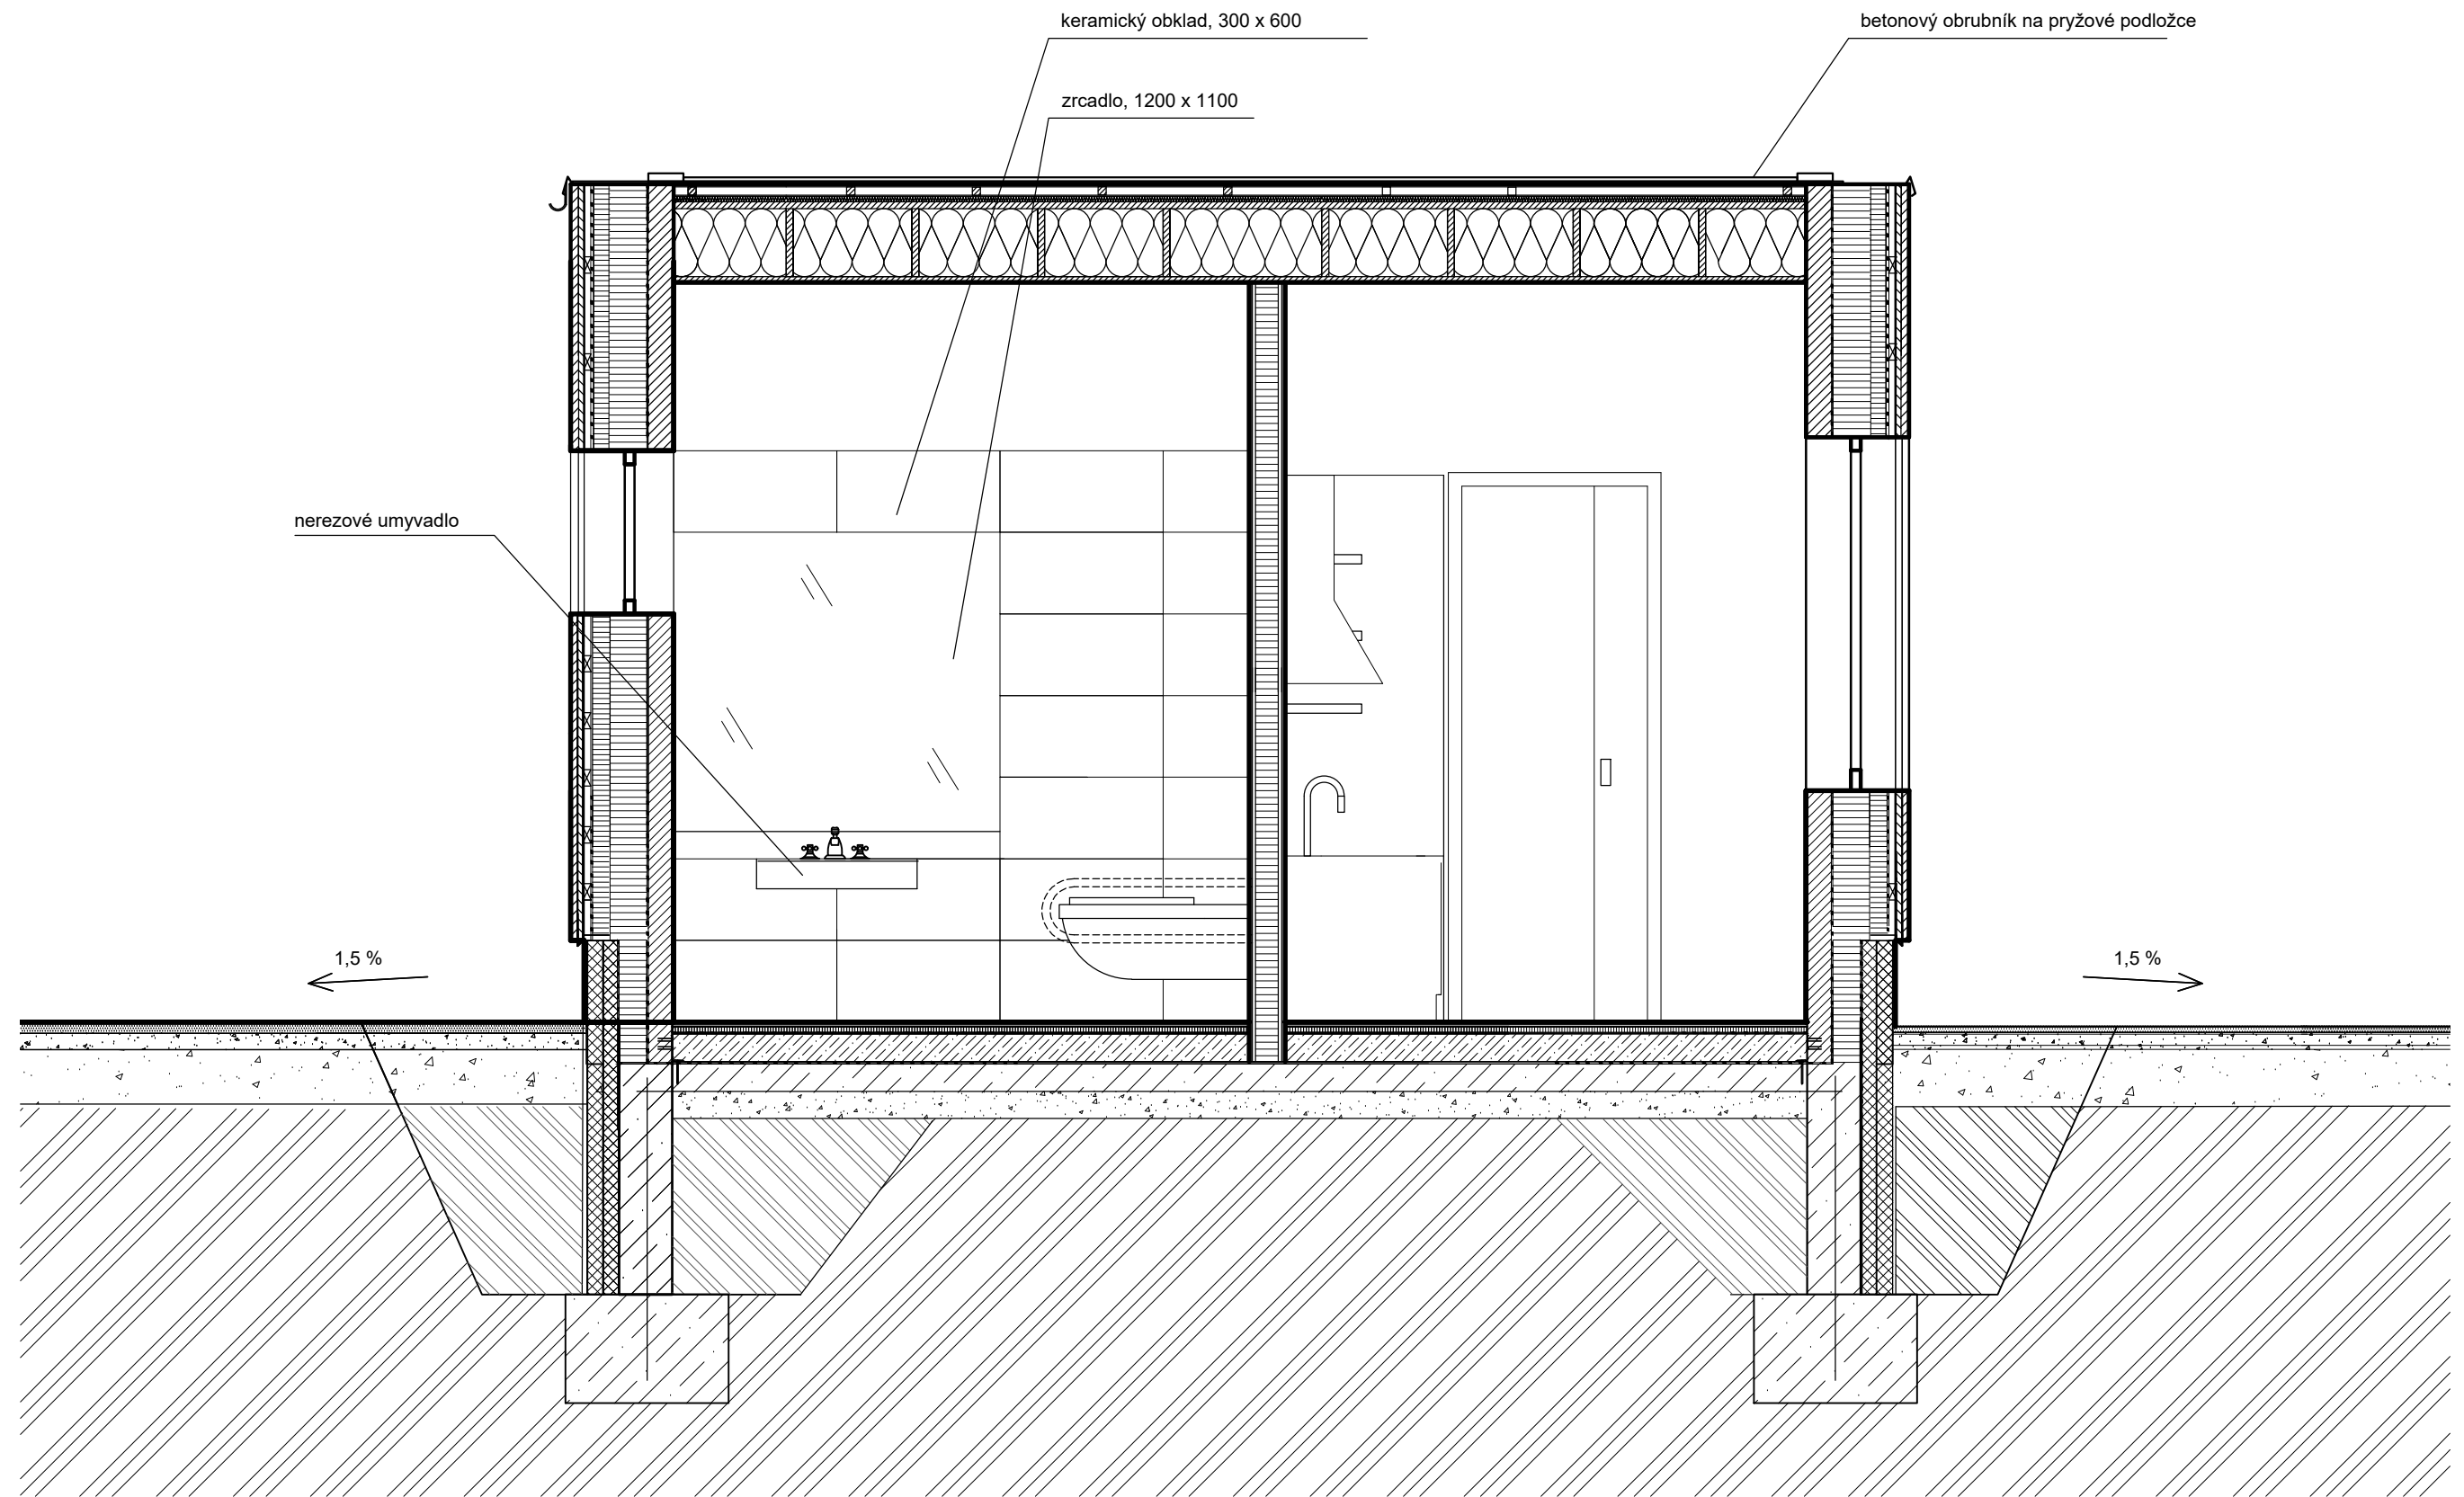 keramický obklad, 300 x 600
betonový obrubník na pryžové podložce
zrcadlo, 1200 x 1100
nerezové umyvadlo
1,5 %
1,5 %